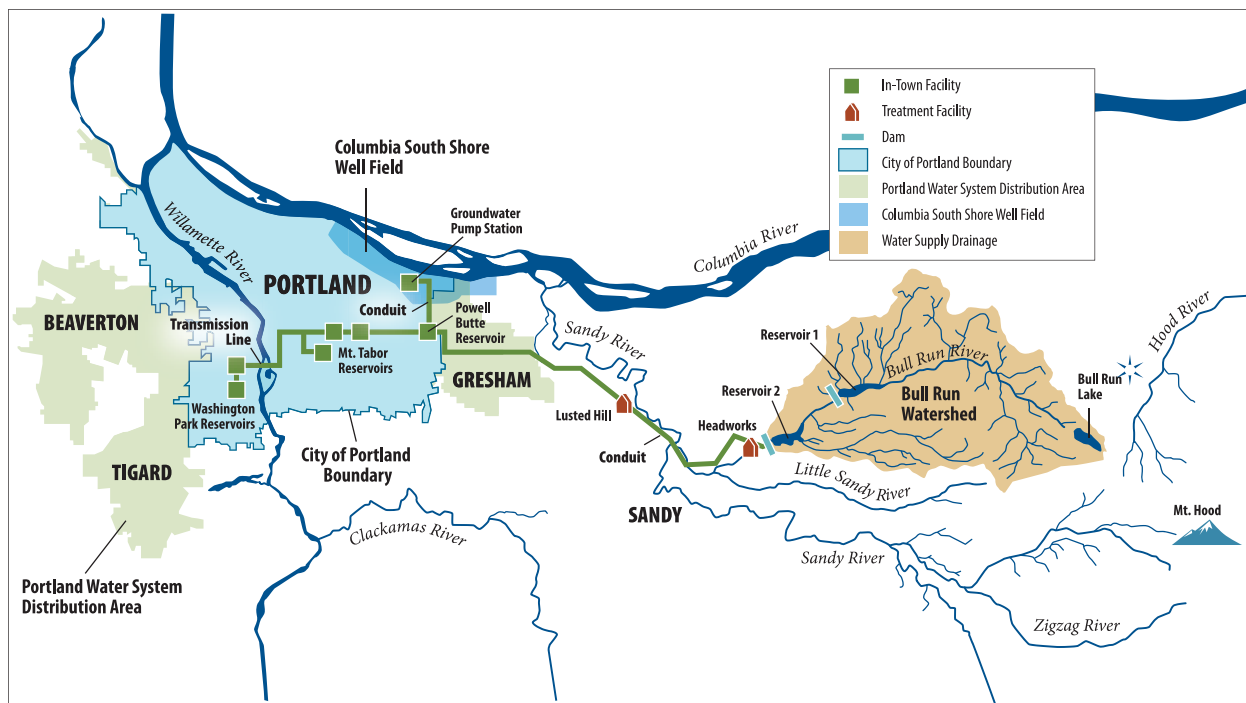 In-Town Facility
Treatment Facility
Dam
City of Portland Boundary
Portland Water System Distribution Area
Columbia South Shore Well Field
Water Supply Drainage
Columbia South Shore
Well Field
Groundwater
Pump Station
Willamette
River
PORTLAND
Columbia River
Hood River
BEAVERTON
Transmission
Line
Conduit
Powell
Butte
Reservoir
Sandy River
Mt. Tabor
Reservoirs
GRESHAM
Reservoir 1
Bull Run River
Bull Run
Watershed
Bull Run
Lake
Reservoir 2
Washington
Park Reservoirs
Lusted Hill
Headworks
Conduit
TIGARD
City of Portland
Boundary
Little Sandy River
SANDY
Mt. Hood
Clackamas River
Sandy River
Portland Water System
Distribution Area
Zigzag River